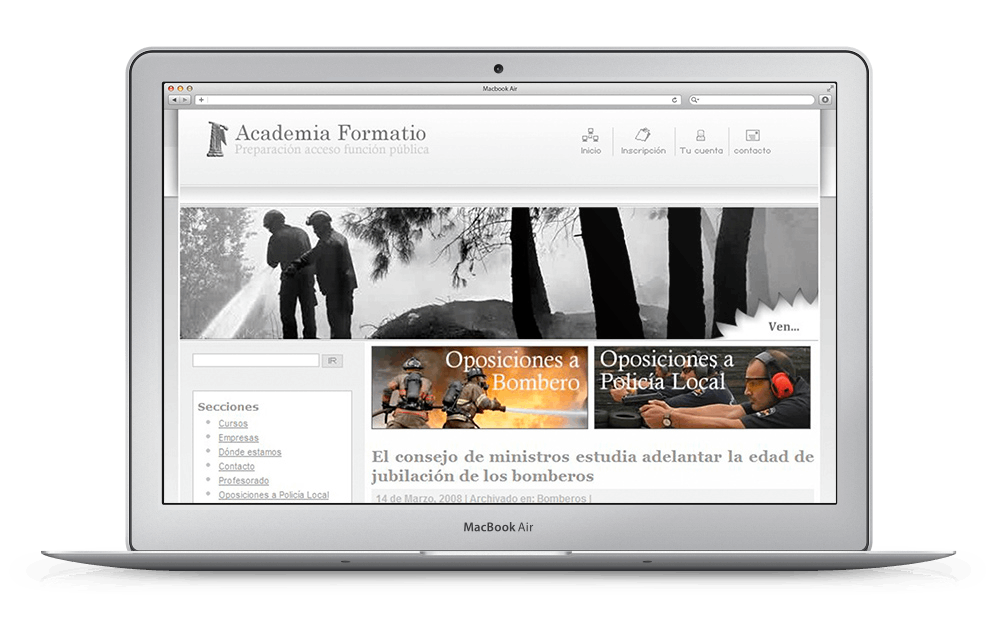 Macbook Air
Academia Formatio
Preparación acceso función pública
Inicio
Inscripción
Tu cuenta
contacto
Ven...
IR
Oposiciones a
Bombero
Oposiciones a
Policía Local
Secciones
Cursos
Empresas
Dónde estamos
Contacto
Profesorado
Oposiciones a Policía Local
El consejo de ministros estudia adelantar la edad de
jubilación de los bomberos
14 de Marzo, 2008 | Archivado en: Bomberos |
MacBook Air